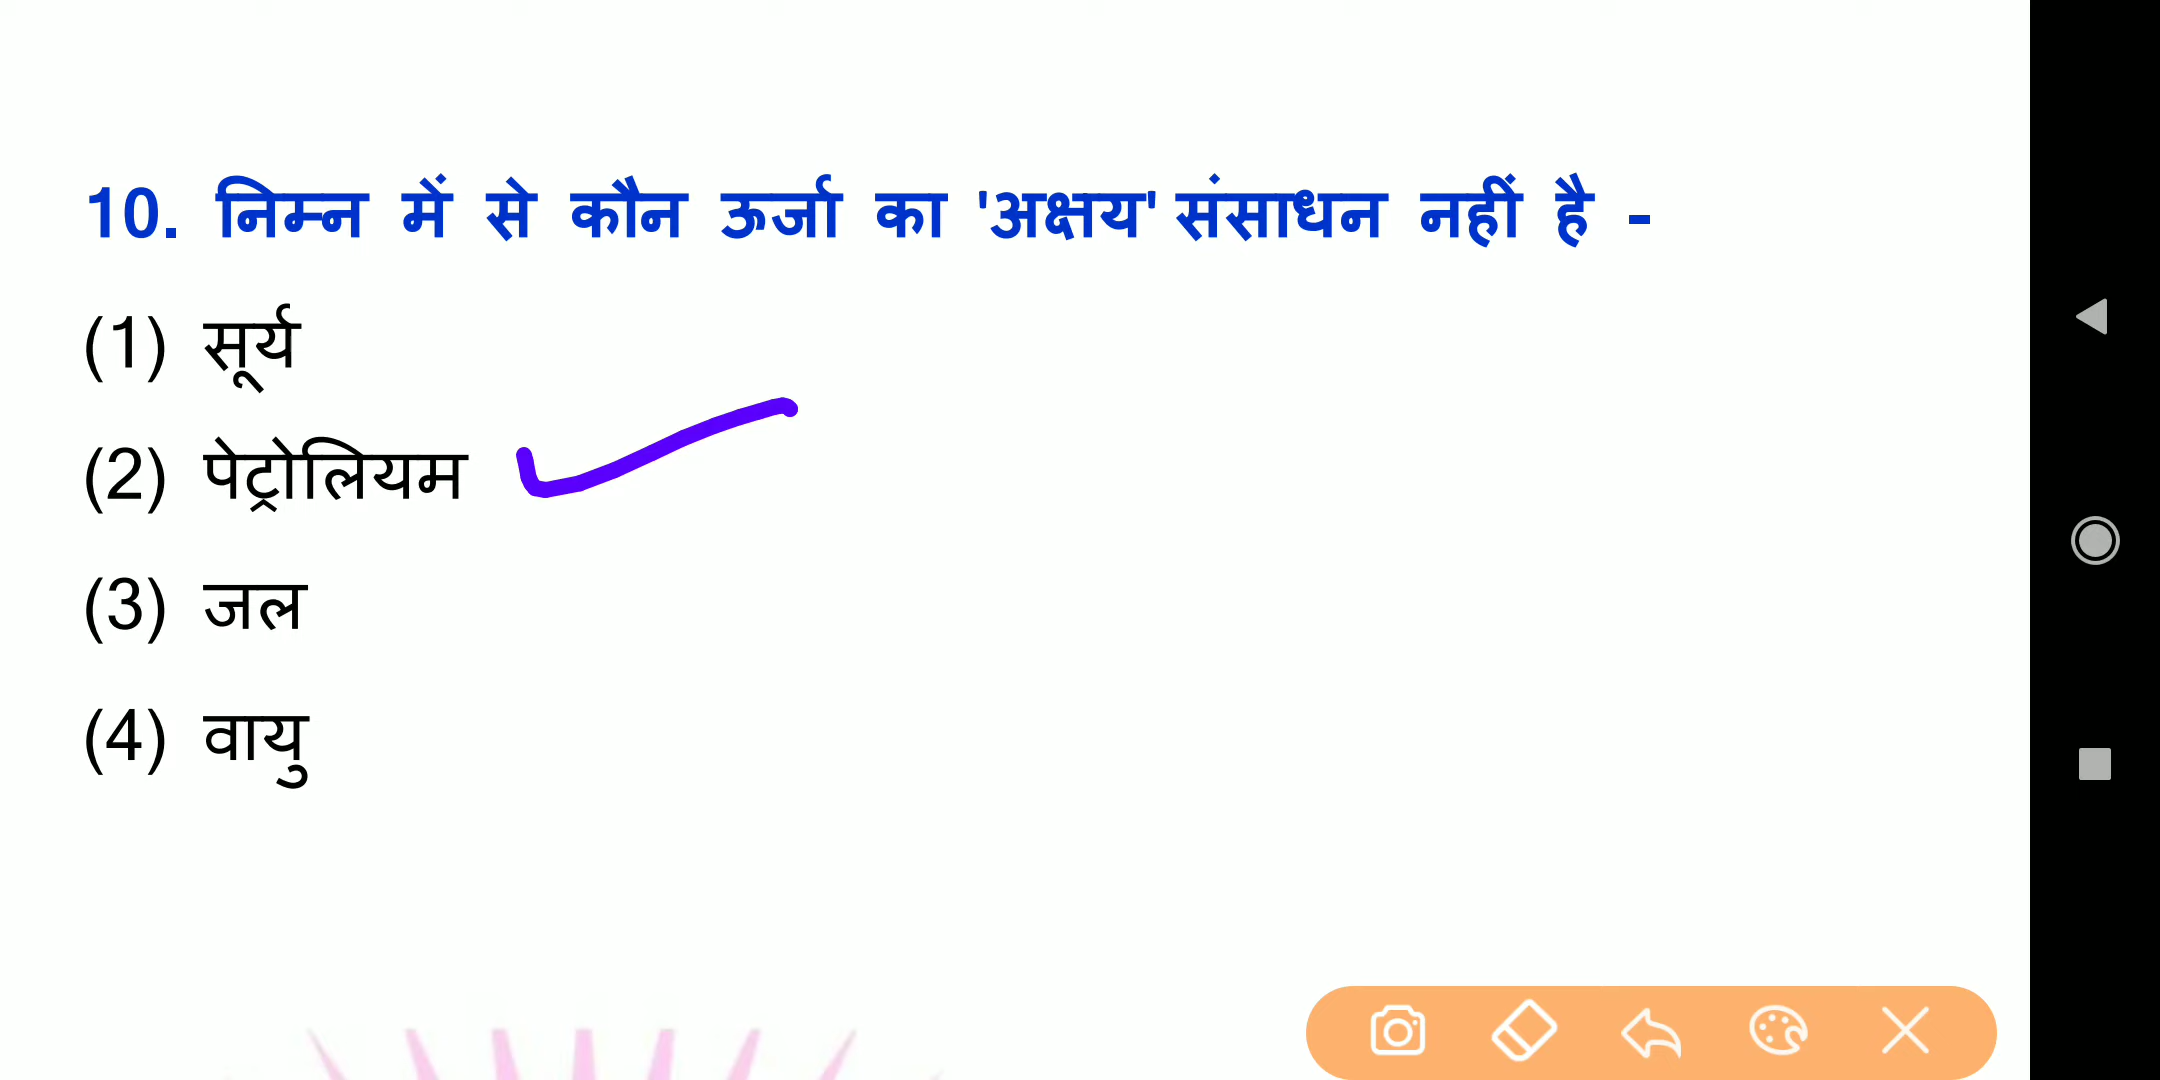 10. निम्न में से कौन ऊर्जा का 'अक्षय' संसाधन नहीं है -
(1) सूर्य
(2) पेट्रोलियम
(3) जल
(4) वायु